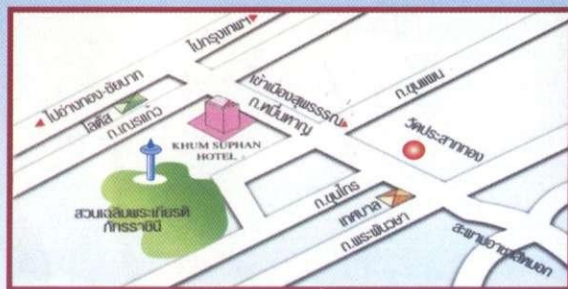 ไปกรุงเทพฯ
ไปอ่างทอง-ชัยนาท
โลตัส
ถ.เณรแก้ว
เข้าเมืองสุพรรณ
ถ.หมื่นหาญ
ถ.ขุนแผน
KHUM SUPHAN
HOTEL
วัดประสาททอง
สวนเฉลิมพระเกียรติ
ภัทรราชินี
ถ.ขุนไกร
เทศบาล
ถ.พระพันวษา
สะพานอาชาสีหมอก